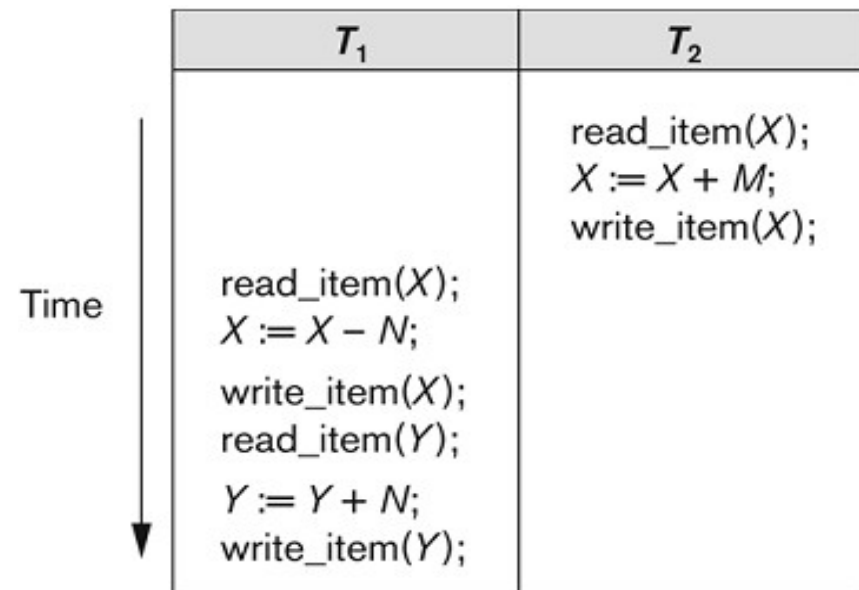 T₁ T₂
read_item(X);
X := X + M;
write_item(X);
Time
read_item(X);
X := X – N;
write_item(X);
read_item(Y);
Y := Y + N;
write_item(Y);